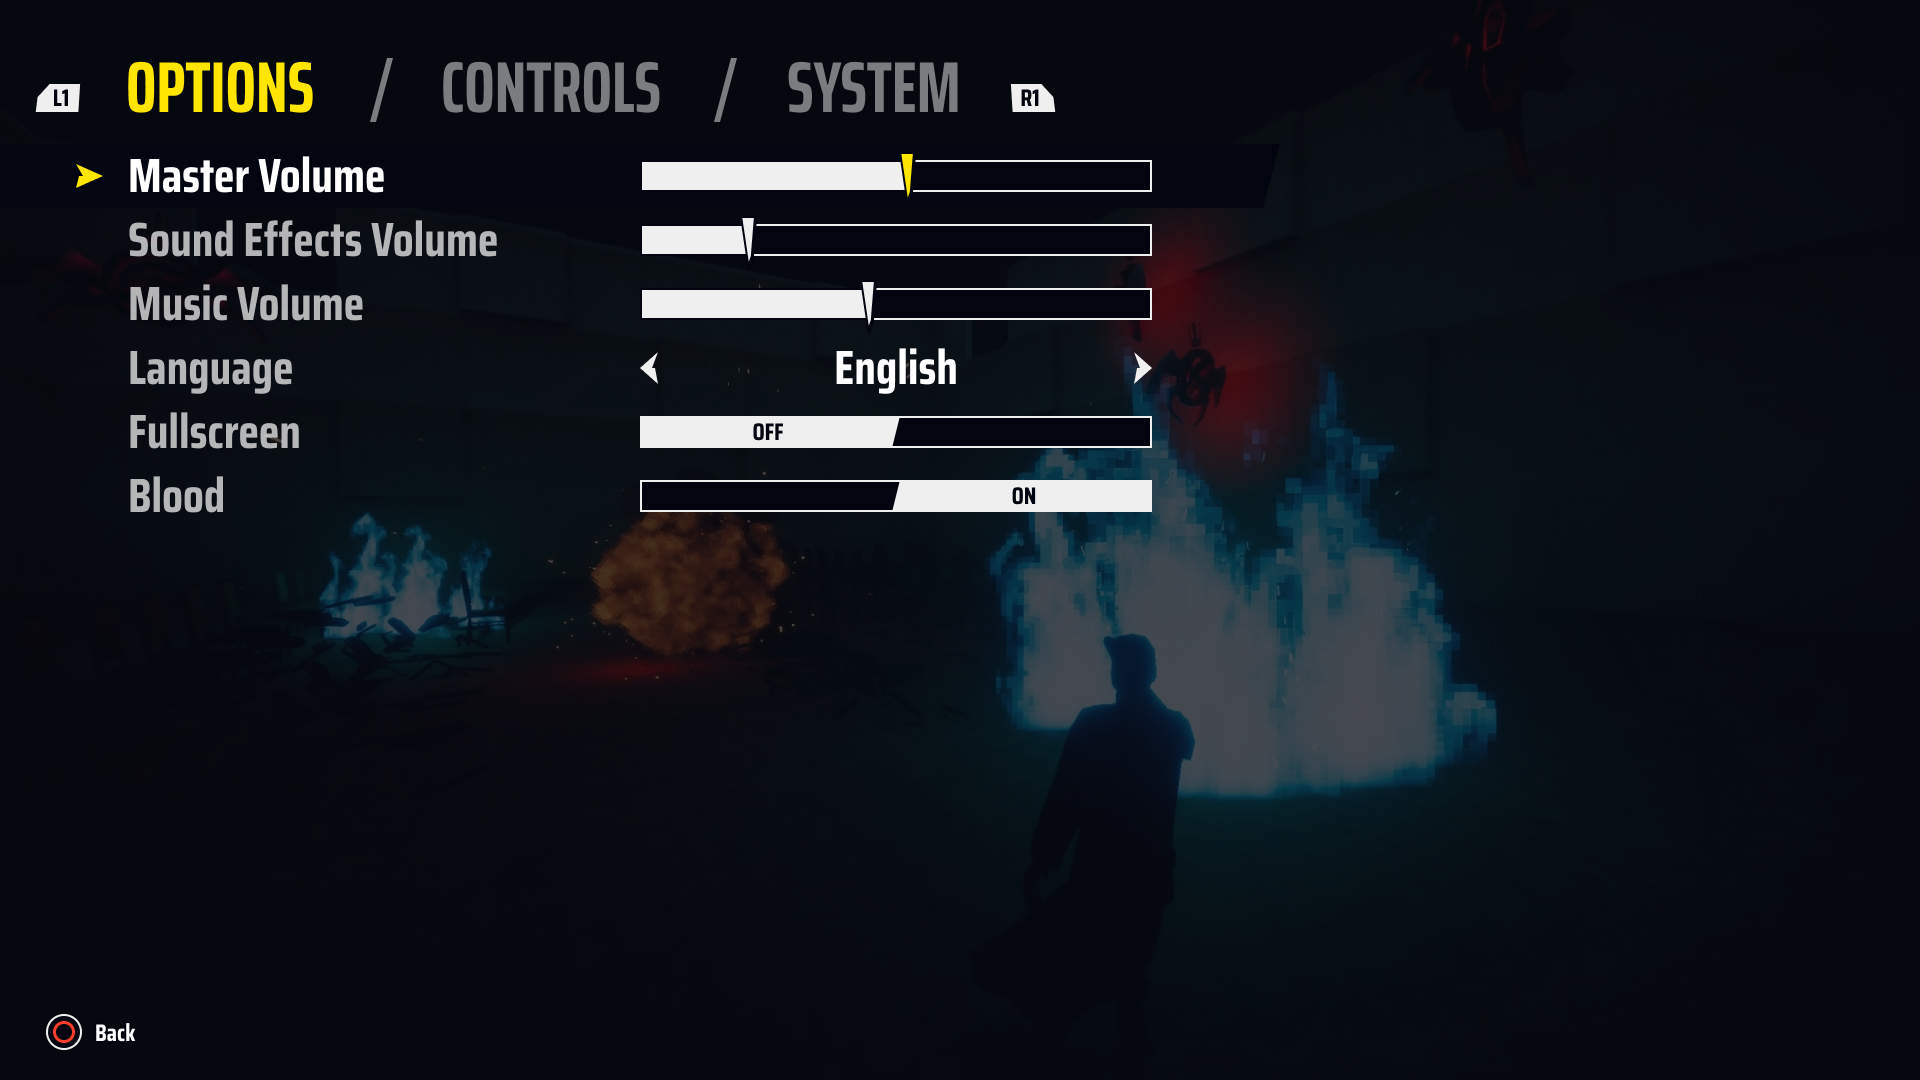 L1 OPTIONS / CONTROLS / SYSTEM R1
Master Volume
Sound Effects Volume
Music Volume
Language English
Fullscreen OFF
Blood ON
Back